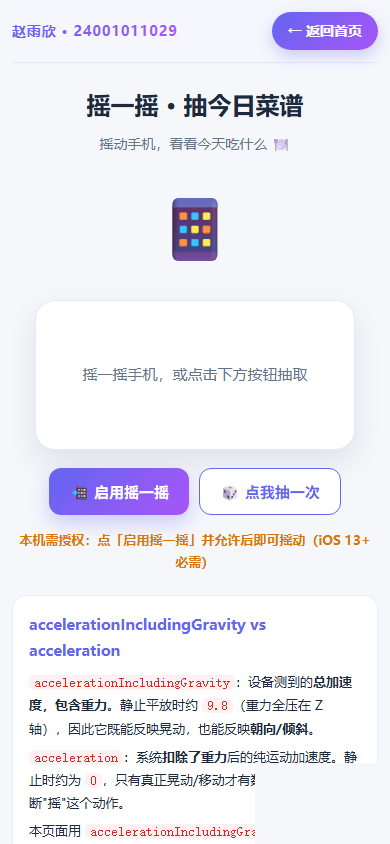 赵雨欣 · 24001011029
← 返回首页
摇一摇 · 抽今日菜谱
摇动手机，看看今天吃什么 🍽️
摇一摇手机，或点击下方按钮抽取
📲 启用摇一摇
🎲 点我抽一次
本机需授权：点「启用摇一摇」并允许后即可摇动（iOS 13+
必需）
accelerationIncludingGravity vs
acceleration
accelerationIncludingGravity：设备测到的总加速
度，包含重力。静止平放时约 9.8（重力全压在 Z
轴），因此它既能反映晃动，也能反映朝向/倾斜。
acceleration：系统扣除了重力后的纯运动加速度。静
止时约为 0，只有真正晃动/移动才有
断"摇"这个动作。
本页面用 accelerationIncludingGra